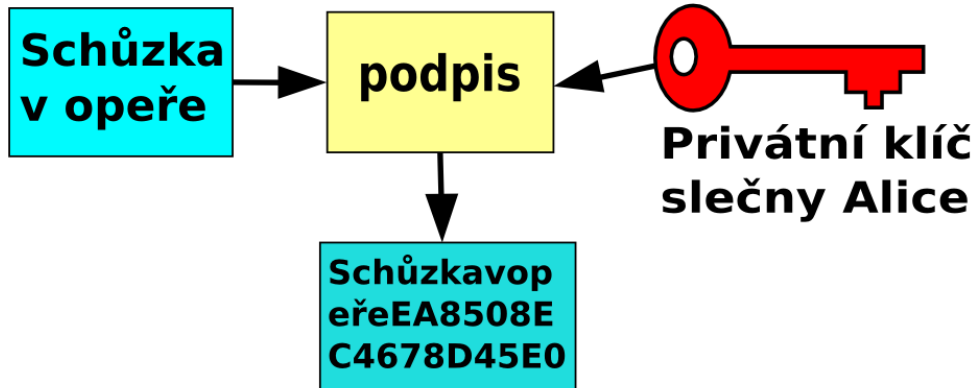 Schůzka
v opeře
podpis
Privátní klíč
slečny Alice
Schůzkavop
eřeEA8508E
C4678D45E0